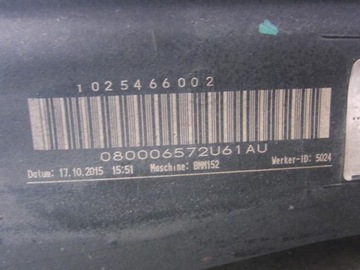 1025466002
080006572U61AU
Datum: 17.10.2015 15:51 Maschine: BMM152 Werker-ID: 5024